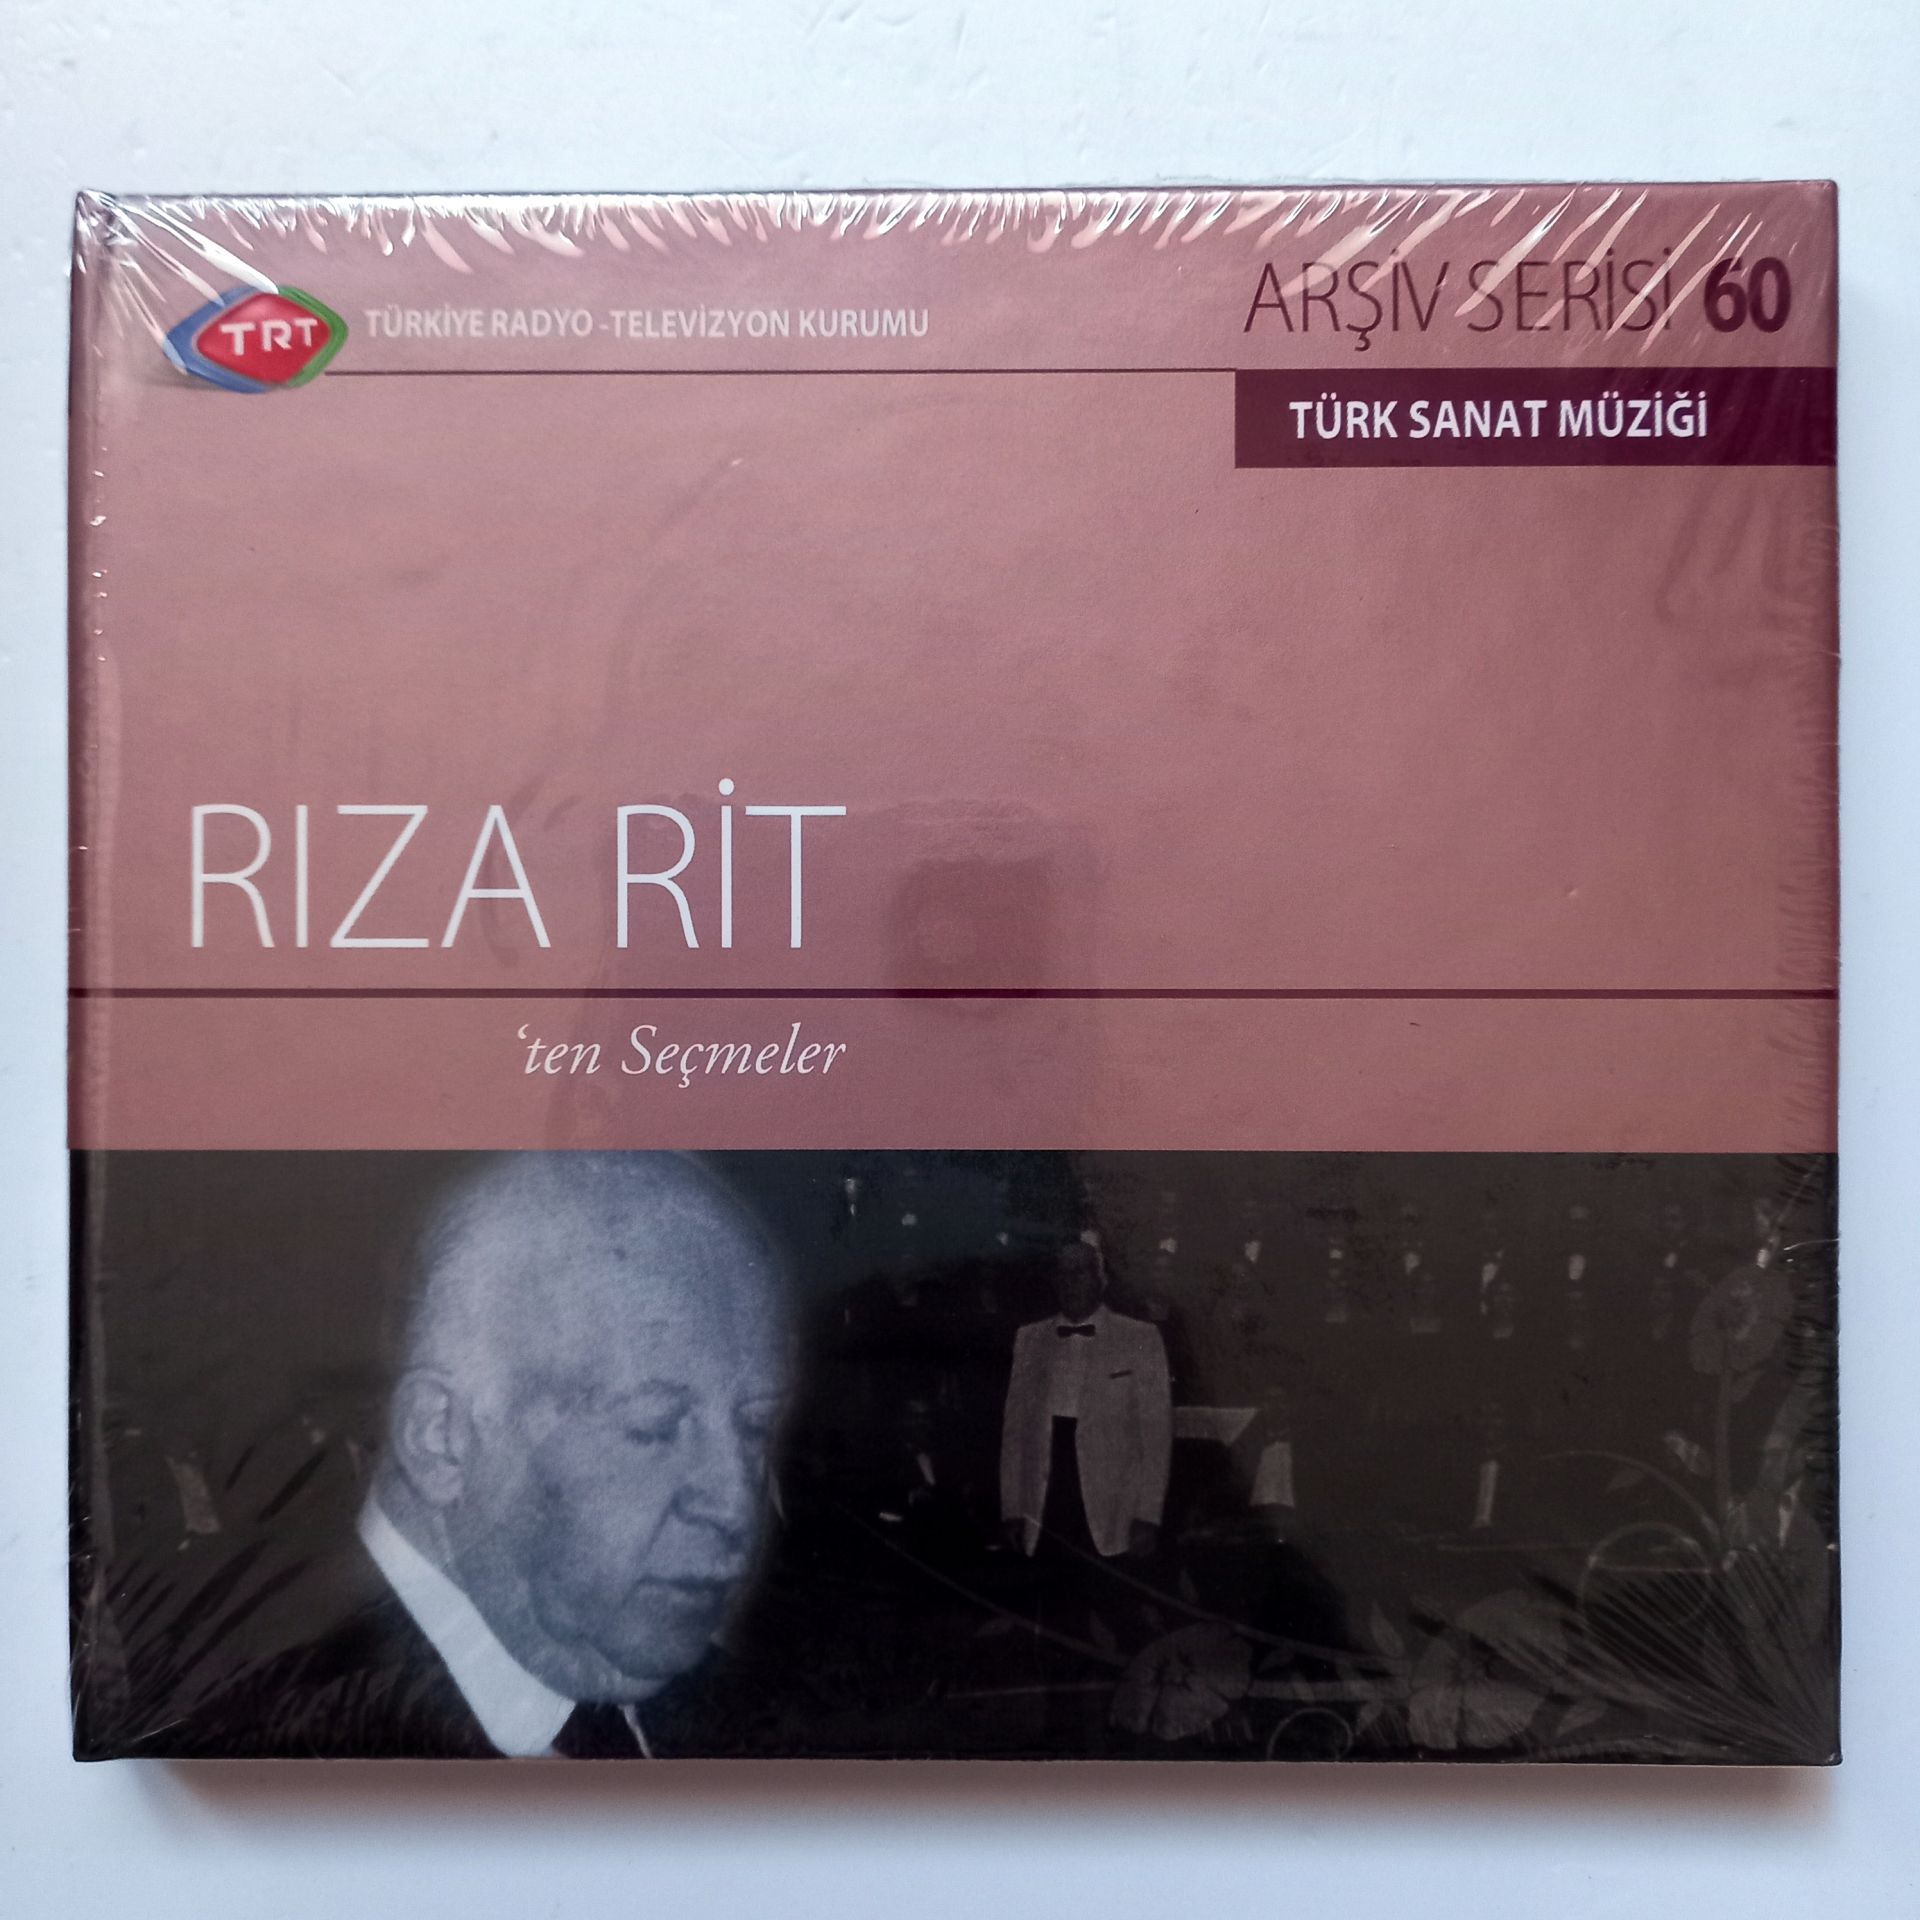 TRT TÜRKİYE RADYO-TELEVİZYON KURUMU
ARŞİV SERİSİ 60
TÜRK SANAT MÜZİĞİ
RIZA RİT
‘ten Seçmeler